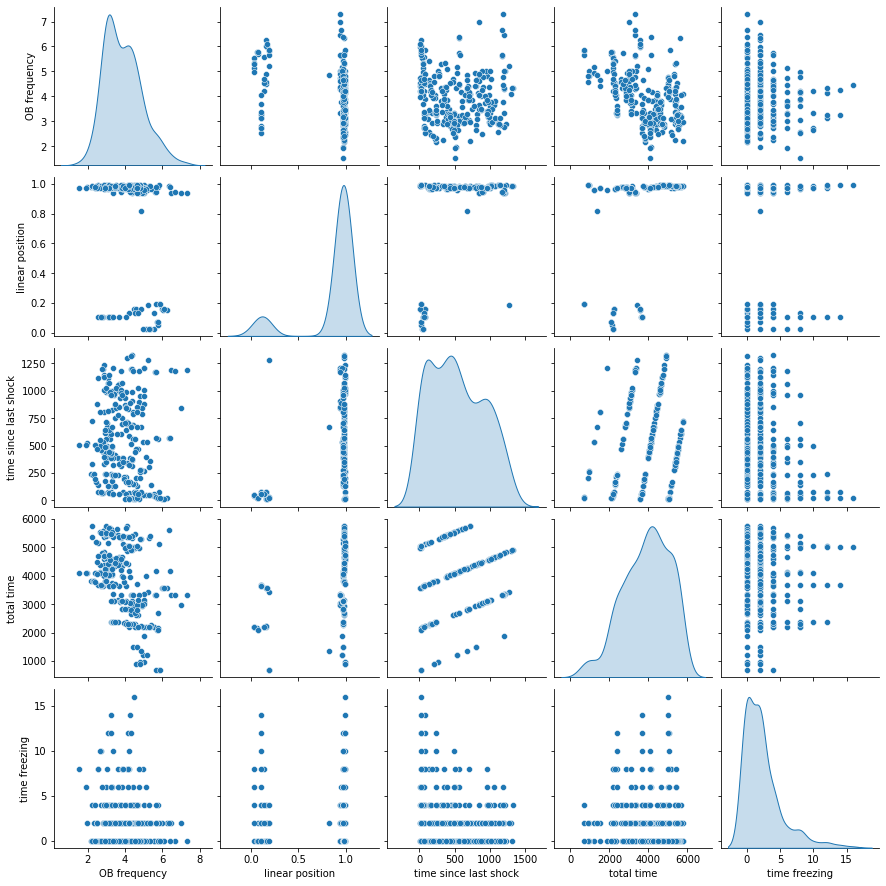 7
6
5
4
3
2
OB frequency
1.0
0.8
0.6
0.4
0.2
0.0
linear position
1250
1000
750
500
250
0
time since last shock
6000
5000
4000
3000
2000
1000
total time
15
10
5
0
time freezing
2 4 6 8
OB frequency
0.0 0.5 1.0
linear position
0 500 1000 1500
time since last shock
0 2000 4000 6000
total time
0 5 10 15
time freezing